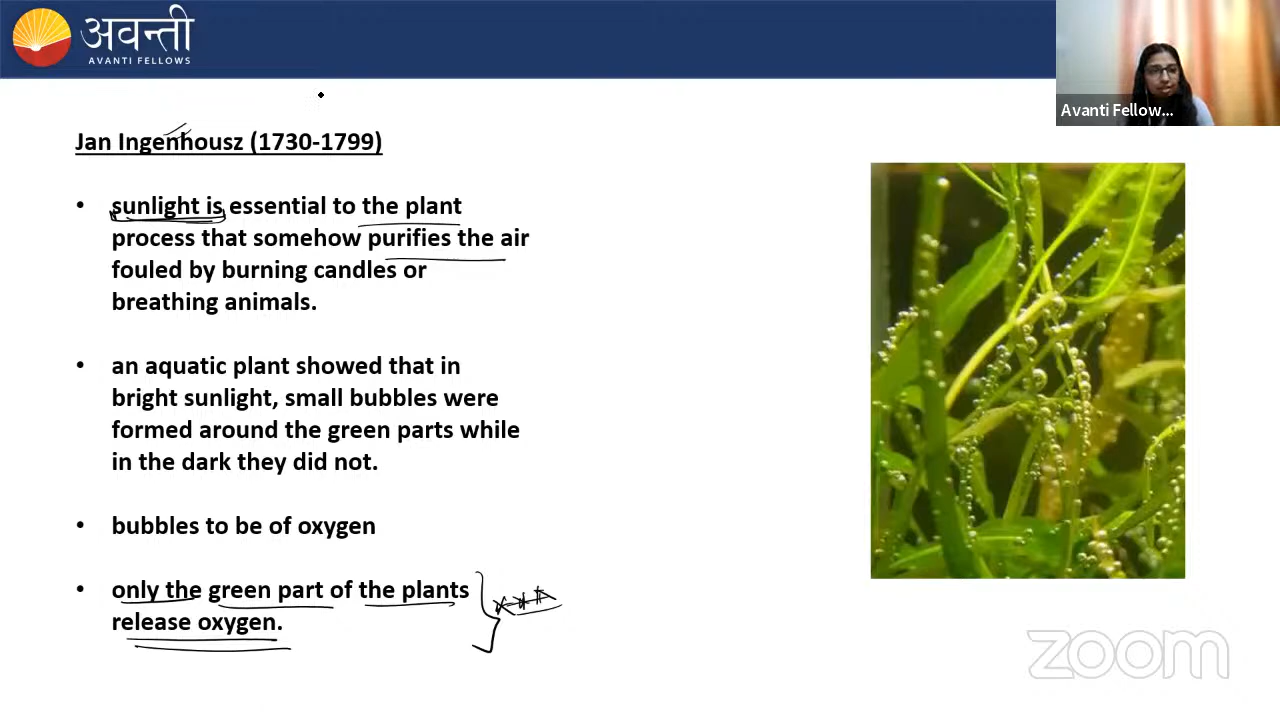 अवन्ती
AVANTI FELLOWS
Avanti Fellow...
Jan Ingenhousz (1730-1799)
• sunlight is essential to the plant
process that somehow purifies the air
fouled by burning candles or
breathing animals.
• an aquatic plant showed that in
bright sunlight, small bubbles were
formed around the green parts while
in the dark they did not.
• bubbles to be of oxygen
• only the green part of the plants
release oxygen.
zoom